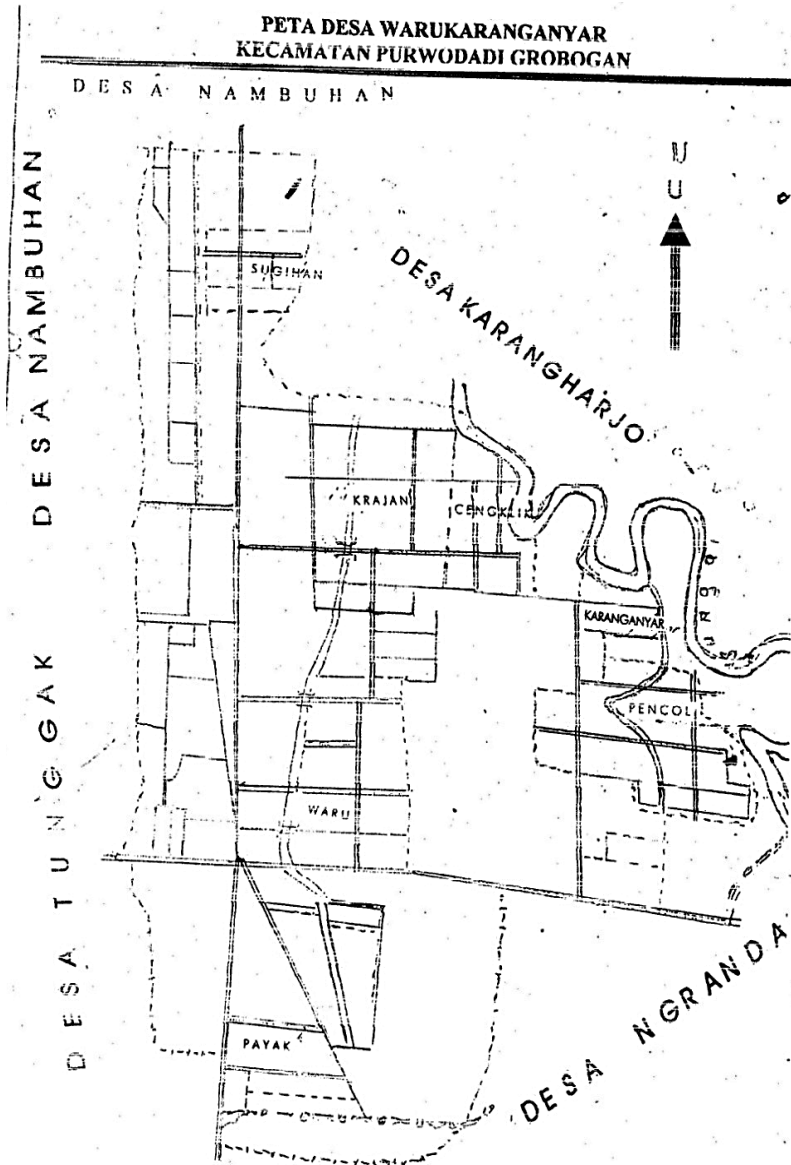 PETA DESA WARUKARANGANYAR
KECAMATAN PURWODADI GROBOGAN
DESA NAMBUHAN
DESA NAMBUHAN
U
SUGIHAN
DESA KARANGHARJO
KRAJAN
CENGKLIK
KARANGANYAR
PENCOL
DESA TUNGGAK
WARU
DESA NGRANDA
PAYAK